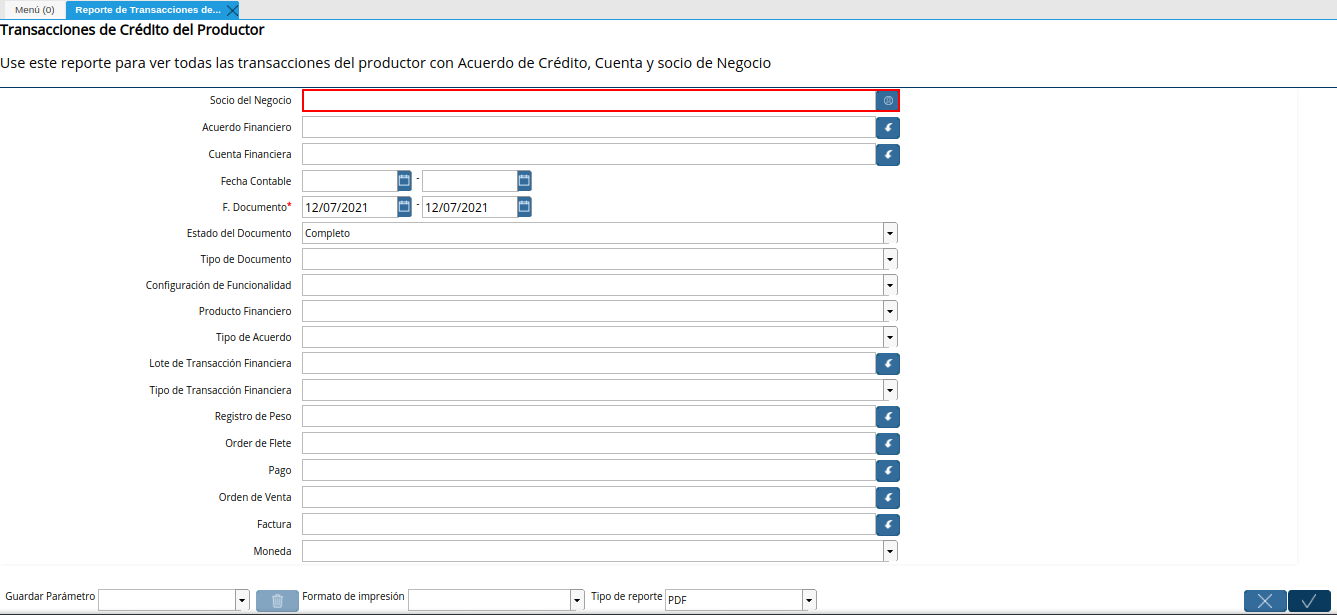 Menú (0) Reporte de Transacciones de...
Transacciones de Crédito del Productor
Use este reporte para ver todas las transacciones del productor con Acuerdo de Crédito, Cuenta y socio de Negocio
Socio del Negocio
Acuerdo Financiero
Cuenta Financiera
Fecha Contable -
F. Documento* 12/07/2021 - 12/07/2021
Estado del Documento Completo
Tipo de Documento
Configuración de Funcionalidad
Producto Financiero
Tipo de Acuerdo
Lote de Transacción Financiera
Tipo de Transacción Financiera
Registro de Peso
Order de Flete
Pago
Orden de Venta
Factura
Moneda
Guardar Parámetro Formato de impresión Tipo de reporte PDF